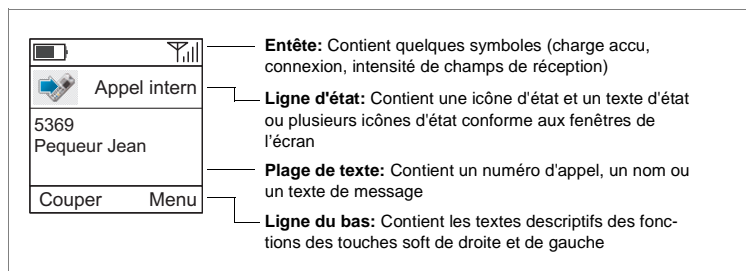 Appel intern
5369
Pequeur Jean
Couper Menu
Entête: Contient quelques symboles (charge accu,
connexion, intensité de champs de réception)
Ligne d'état: Contient une icône d'état et un texte d'état
ou plusieurs icônes d'état conforme aux fenêtres de
l'écran
Plage de texte: Contient un numéro d'appel, un nom ou
un texte de message
Ligne du bas: Contient les textes descriptifs des fonc-
tions des touches soft de droite et de gauche